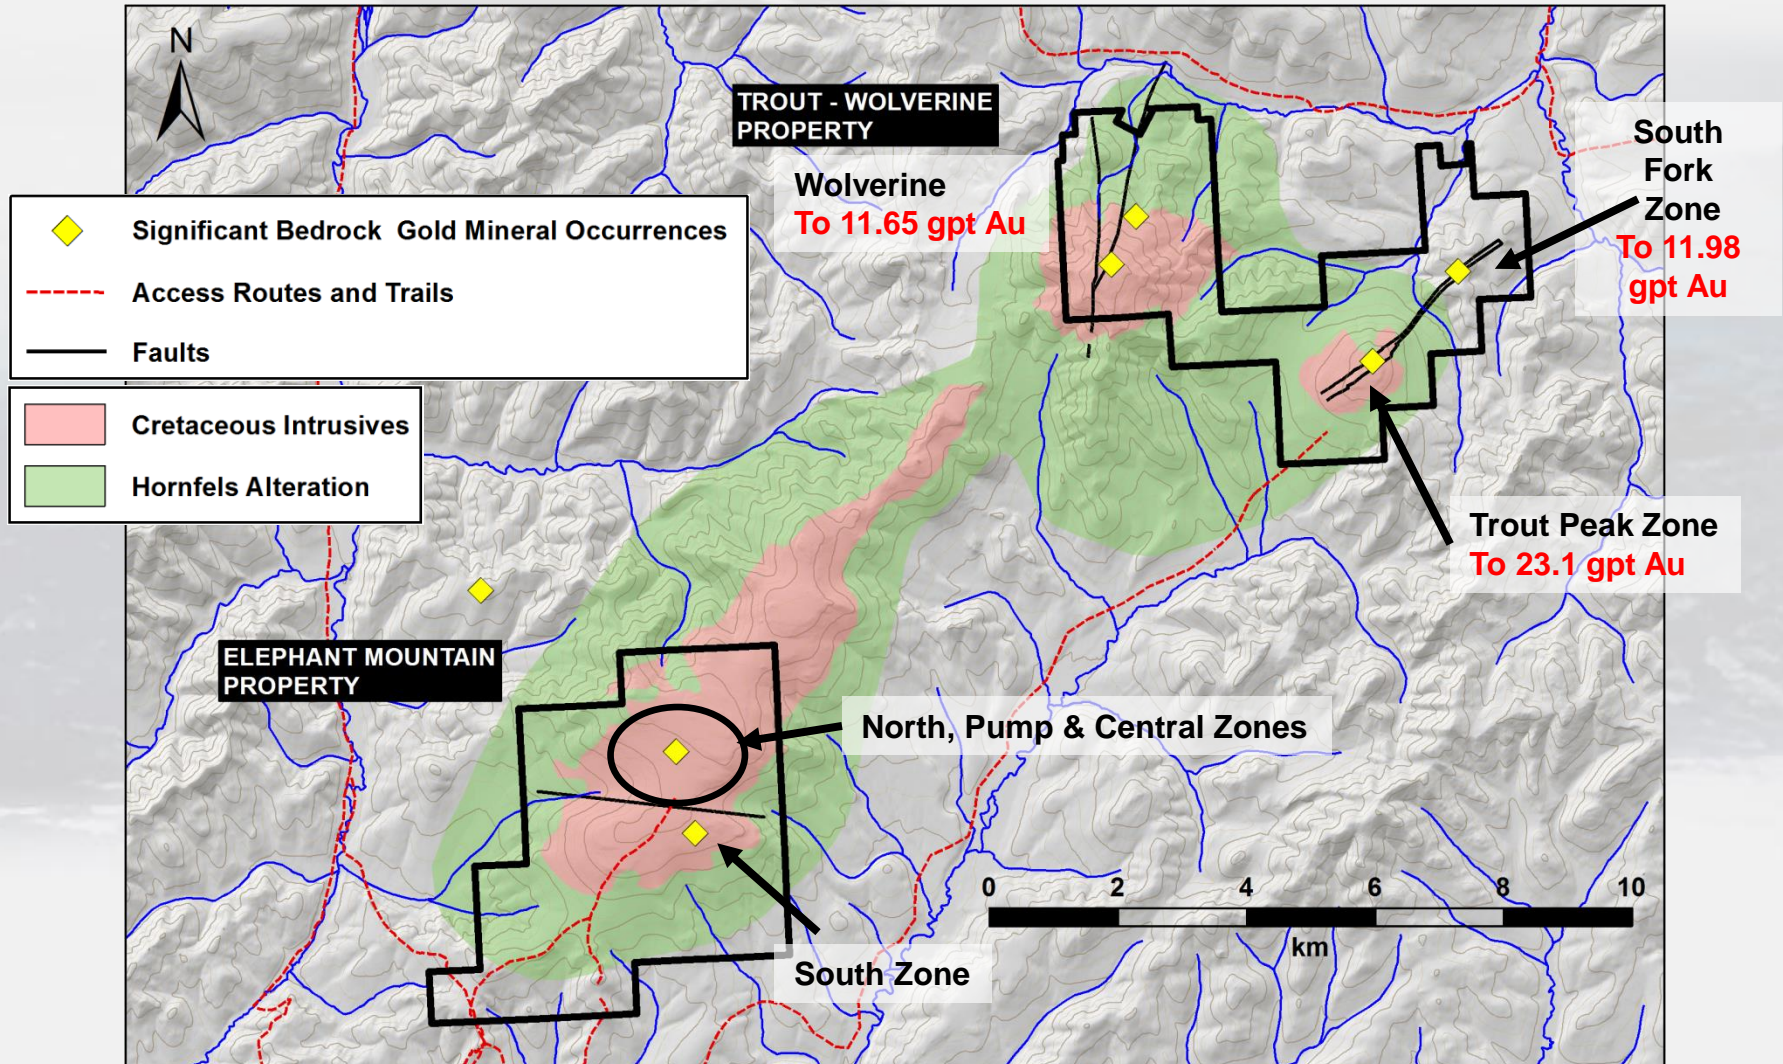 N
TROUT - WOLVERINE
PROPERTY
Wolverine
To 11.65 gpt Au
South
Fork
Zone
To 11.98
gpt Au
Significant Bedrock  Gold Mineral Occurrences
Access Routes and Trails
Faults
Cretaceous Intrusives
Hornfels Alteration
Trout Peak Zone
To 23.1 gpt Au
ELEPHANT MOUNTAIN
PROPERTY
North, Pump & Central Zones
South Zone
0 2 4 6 8 10
km